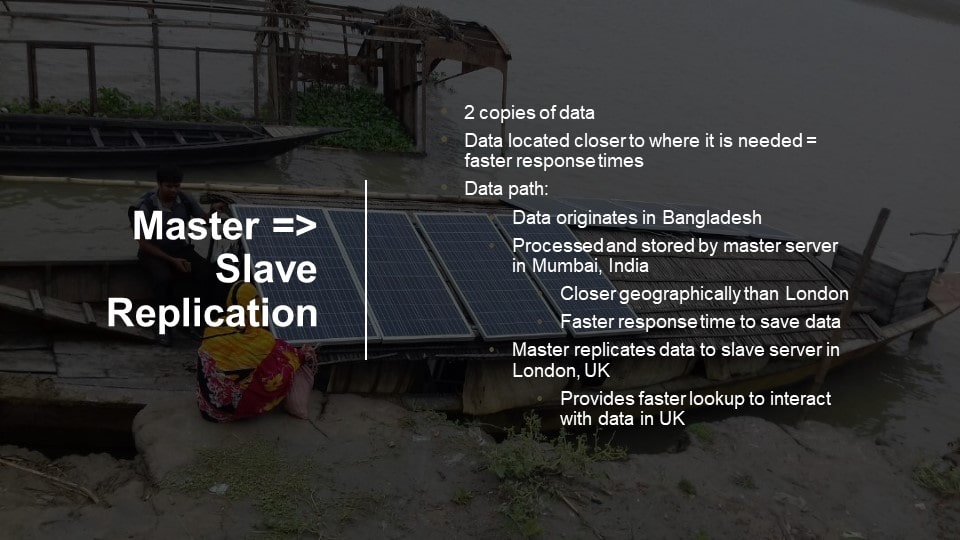 Master =>
Slave
Replication
2 copies of data
Data located closer to where it is needed =
faster response times
Data path:
Data originates in Bangladesh
Processed and stored by master server
in Mumbai, India
Closer geographically than London
Faster response time to save data
Master replicates data to slave server in
London, UK
Provides faster lookup to interact
with data in UK